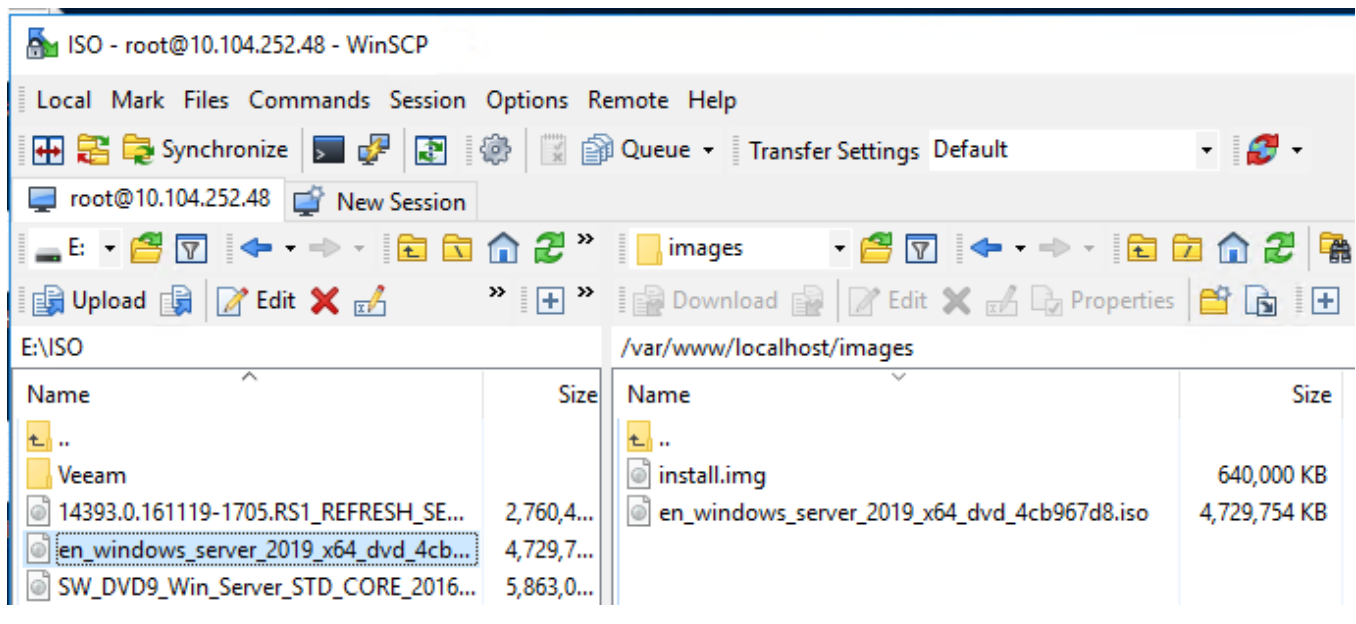 ISO - root@10.104.252.48 - WinSCP
Local Mark Files Commands Session Options Remote Help
Synchronize Queue Transfer Settings Default
root@10.104.252.48 New Session
E: images
Upload Edit » » Download Edit Properties
E:\ISO /var/www/localhost/images
Name Size Name Size
.. ..
Veeam install.img 640,000 KB
14393.0.161119-1705.RS1_REFRESH_SE... 2,760,4... en_windows_server_2019_x64_dvd_4cb967d8.iso 4,729,754 KB
en_windows_server_2019_x64_dvd_4cb... 4,729,7...
SW_DVD9_Win_Server_STD_CORE_2016... 5,863,0...